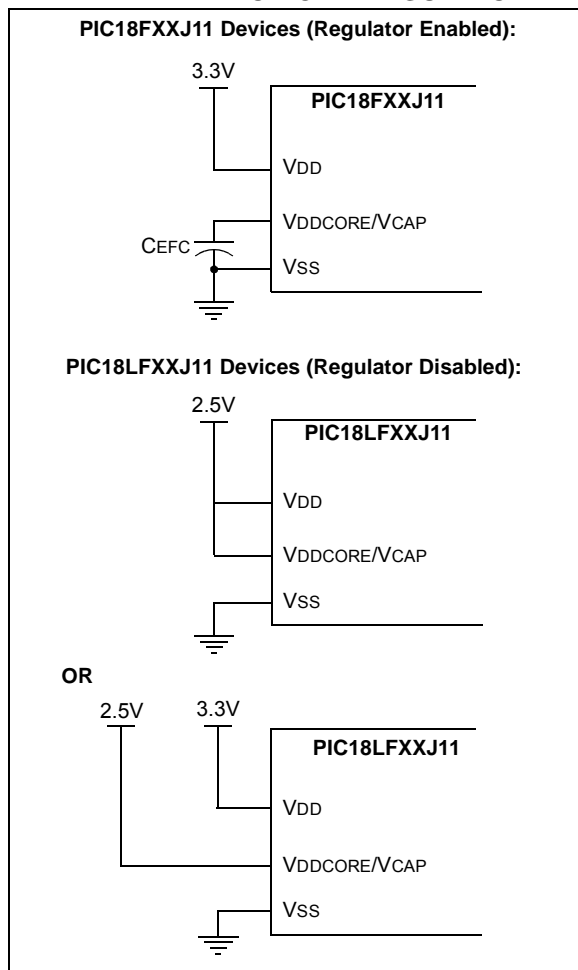 PIC18FXXJ11 Devices (Regulator Enabled):
3.3V
PIC18FXXJ11
VDD
VDDCORE/VCAP
CEFC
VSS
PIC18LFXXJ11 Devices (Regulator Disabled):
2.5V
PIC18LFXXJ11
VDD
VDDCORE/VCAP
VSS
OR
2.5V 3.3V
PIC18LFXXJ11
VDD
VDDCORE/VCAP
VSS